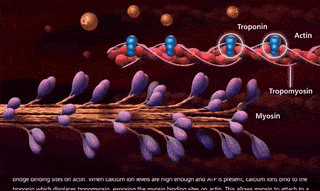 Troponin
Actin
Tropomyosin
Myosin
bridge binding sites on actin. When calcium ion levels are high enough and ATP is present, calcium ions bind to the
troponin which displaces tropomyosin, exposing the myosin binding sites on actin. This allows myosin to attach to a